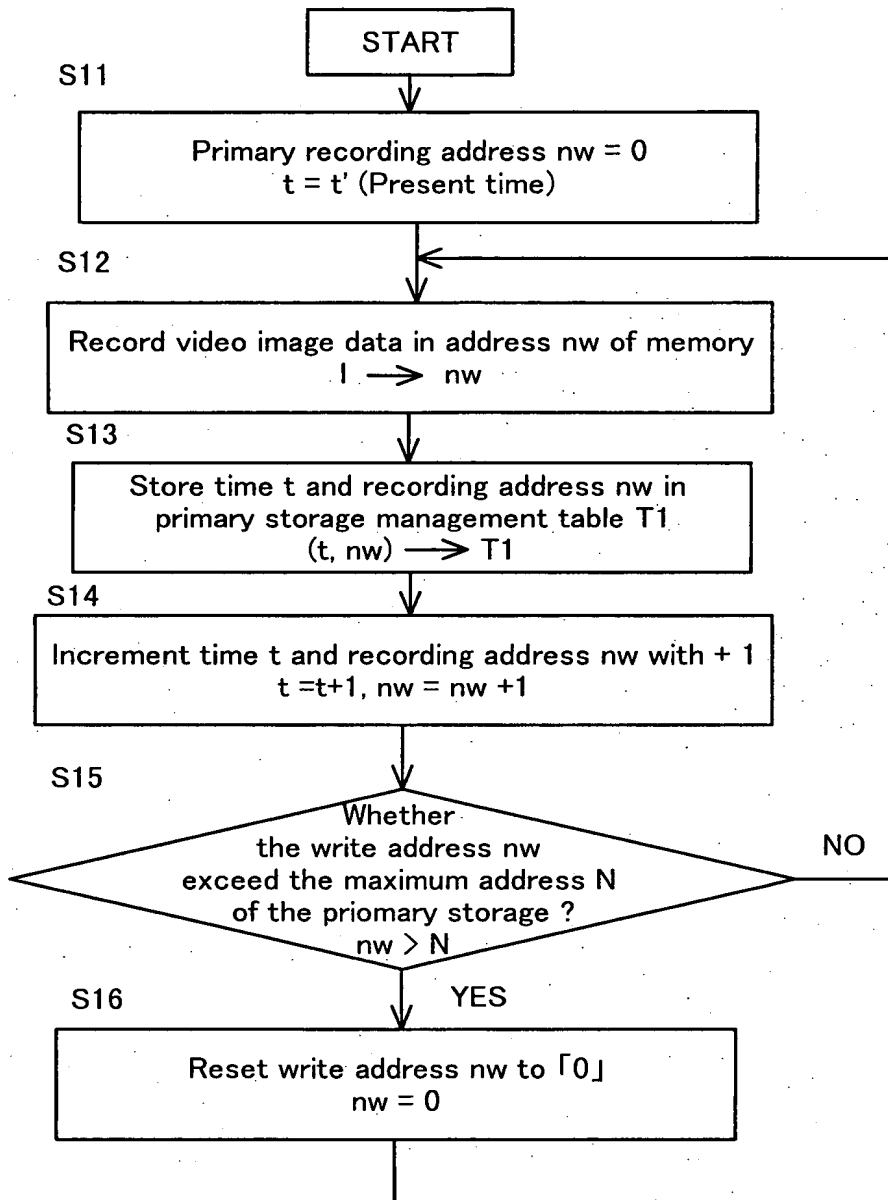 START
S11
Primary recording address nw = 0
t = t' (Present time)
S12
Record video image data in address nw of memory
I → nw
S13
Store time t and recording address nw in
primary storage management table T1
(t, nw) → T1
S14
Increment time t and recording address nw with + 1
t =t+1, nw = nw +1
S15
Whether
the write address nw
exceed the maximum address N
of the priomary storage ?
nw > N
NO
YES
S16
Reset write address nw to「0」
nw = 0